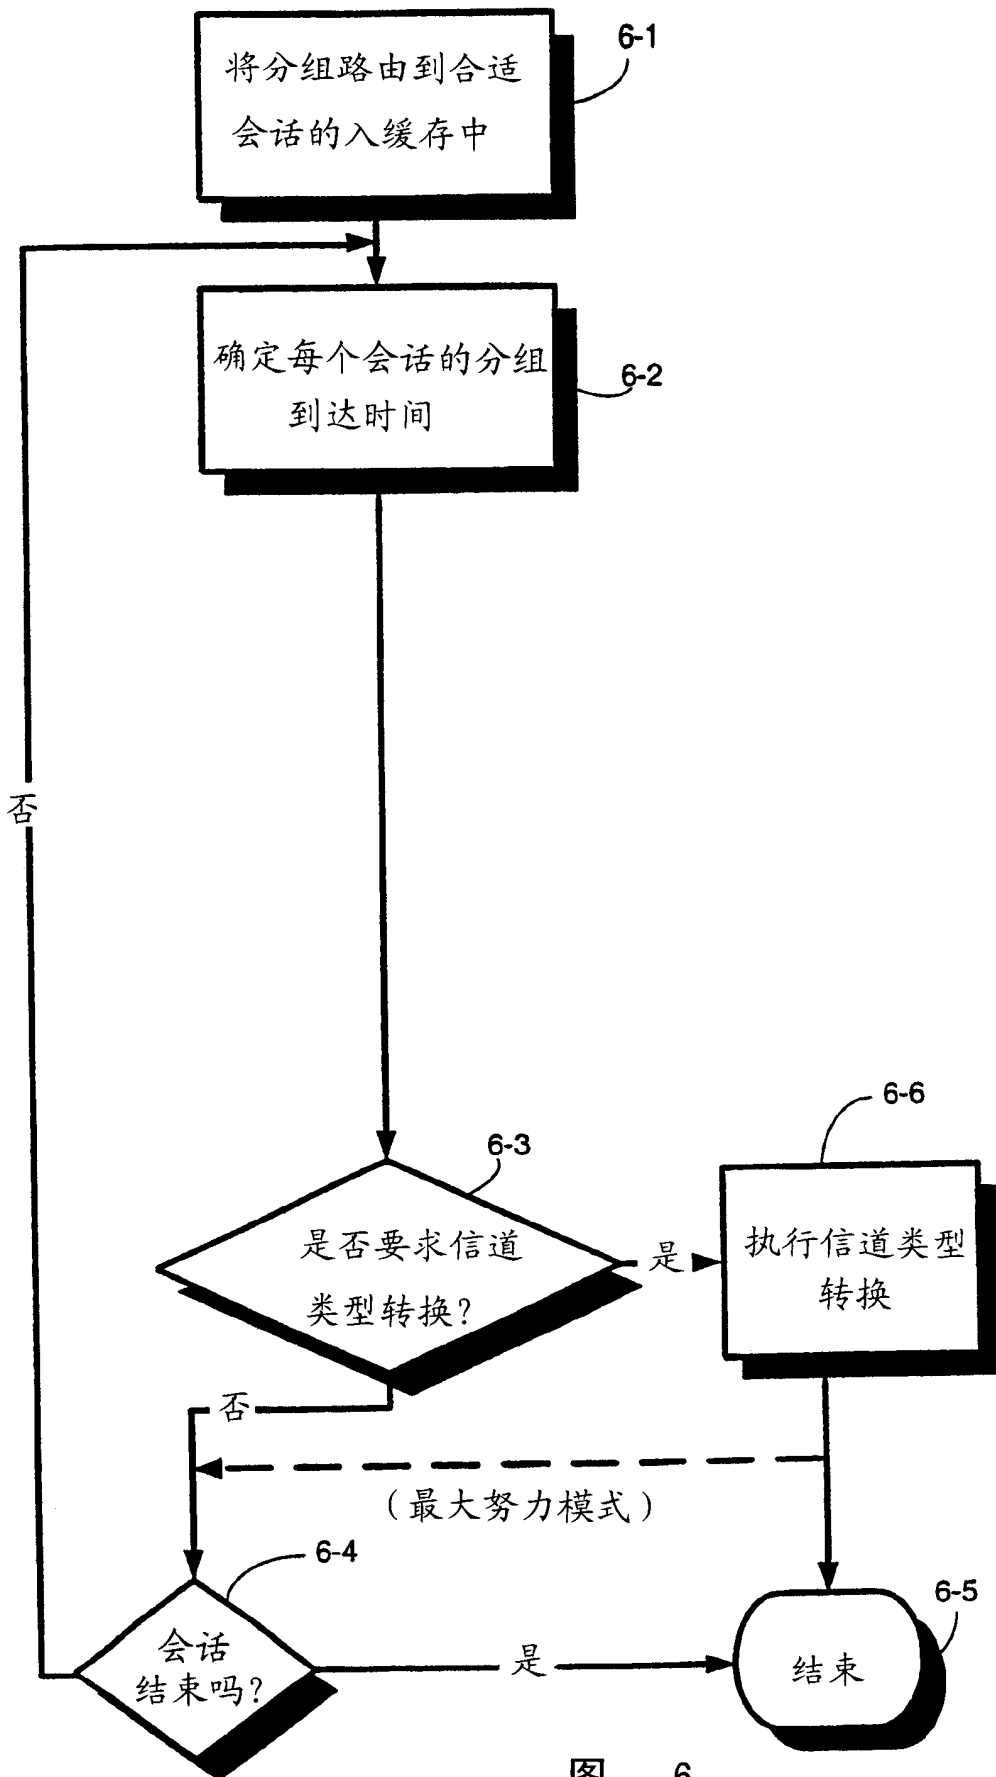 将分组路由到合适
会话的入缓存中
6-1
确定每个会话的分组
到达时间
6-2
否
6-3
是否要求信道
类型转换?
是
6-6
执行信道类型
转换
否
(最大努力模式)
6-4
会话
结束吗?
是
6-5
结束
图 6